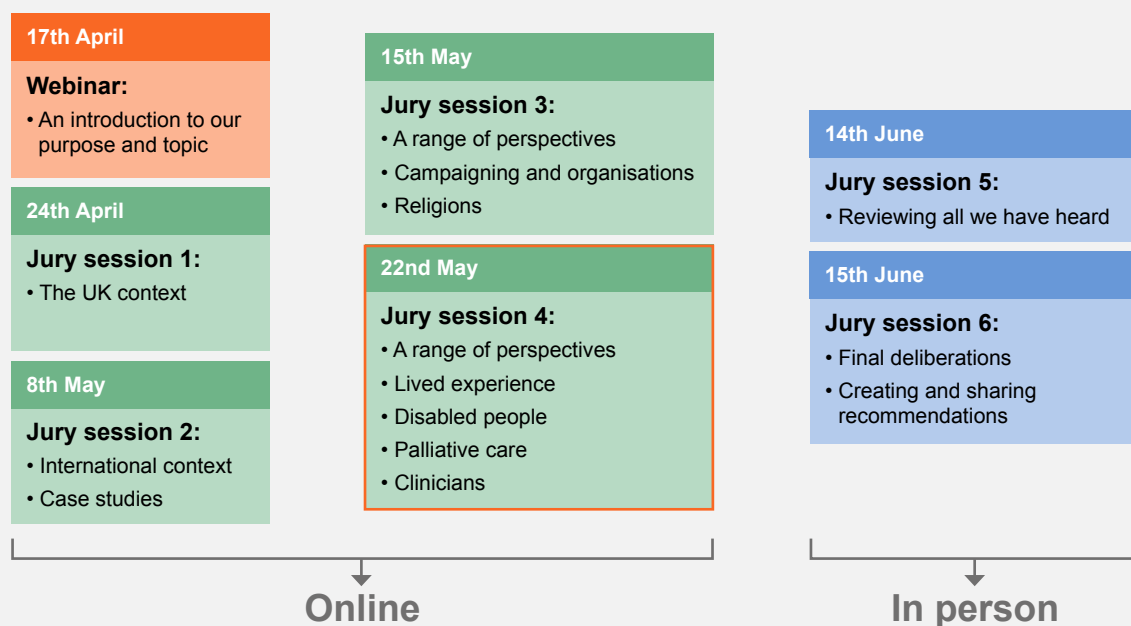 17th April
Webinar:
• An introduction to our
purpose and topic
24th April
Jury session 1:
• The UK context
8th May
Jury session 2:
• International context
• Case studies
15th May
Jury session 3:
• A range of perspectives
• Campaigning and organisations
• Religions
22nd May
Jury session 4:
• A range of perspectives
• Lived experience
• Disabled people
• Palliative care
• Clinicians
14th June
Jury session 5:
• Reviewing all we have heard
15th June
Jury session 6:
• Final deliberations
• Creating and sharing
recommendations
Online
In person